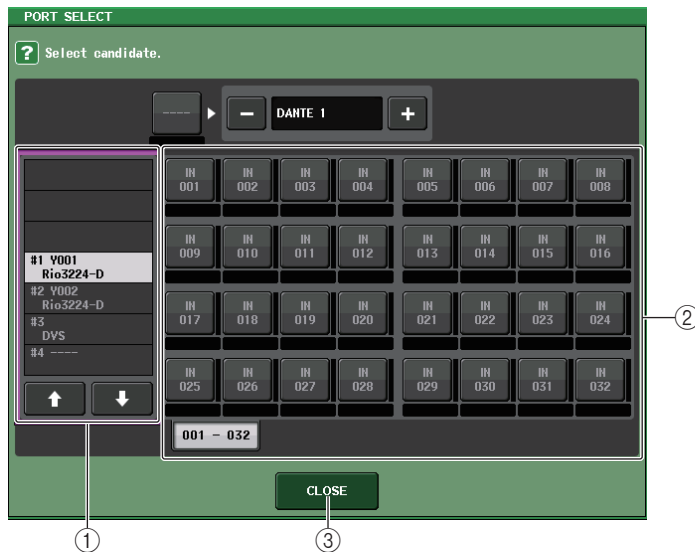 PORT SELECT
? Select candidate.
---- − DANTE 1 +
IN 001 IN 002 IN 003 IN 004 IN 005 IN 006 IN 007 IN 008
IN 009 IN 010 IN 011 IN 012 IN 013 IN 014 IN 015 IN 016
#1 Y001
Rio3224-D
#2 Y002
Rio3224-D
#3
DVS
#4 ----
IN 017 IN 018 IN 019 IN 020 IN 021 IN 022 IN 023 IN 024
IN 025 IN 026 IN 027 IN 028 IN 029 IN 030 IN 031 IN 032
001 - 032
②
CLOSE
① ③